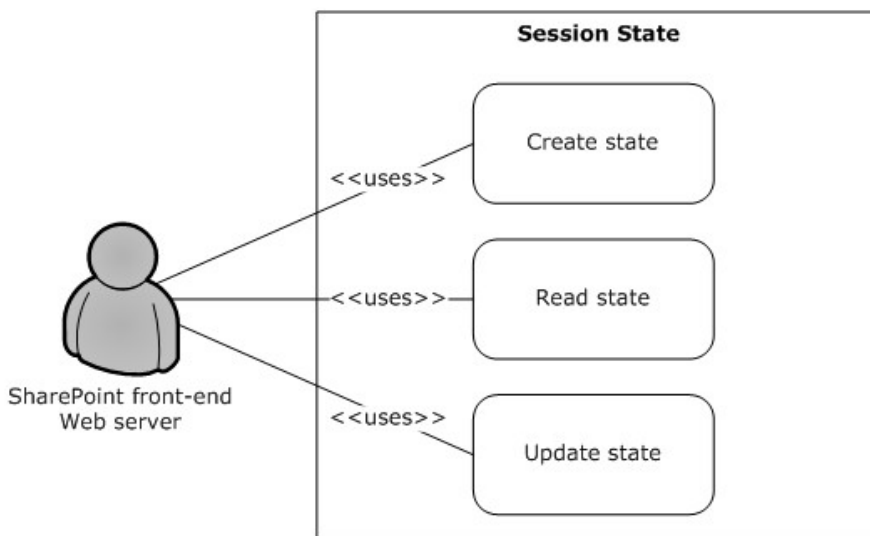 Session State
Create state
<<uses>>
Read state
<<uses>>
SharePoint front-end
Web server
<<uses>>
Update state